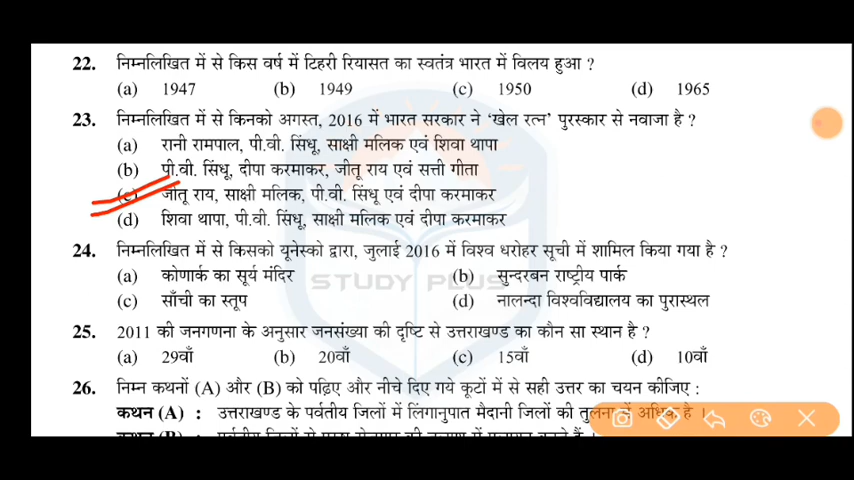 22. निम्नलिखित में से किस वर्ष में टिहरी रियासत का स्वतंत्र भारत में विलय हुआ ?
(a) 1947 (b) 1949 (c) 1950 (d) 1965
23. निम्नलिखित में से किनको अगस्त, 2016 में भारत सरकार ने ‘खेल रत्न’ पुरस्कार से नवाजा है ?
(a) रानी रामपाल, पी.वी. सिंधू, साक्षी मलिक एवं शिवा थापा
(b) पी.वी. सिंधू, दीपा करमाकर, जीतू राय एवं सत्ती गीता
(c) जीतू राय, साक्षी मलिक, पी.वी. सिंधू एवं दीपा करमाकर
(d) शिवा थापा, पी.वी. सिंधू, साक्षी मलिक एवं दीपा करमाकर
24. निम्नलिखित में से किसको यूनेस्को द्वारा, जुलाई 2016 में विश्व धरोहर सूची में शामिल किया गया है ?
(a) कोणार्क का सूर्य मंदिर (b) सुन्दरबन राष्ट्रीय पार्क
STUDY PLUS
(c) साँची का स्तूप (d) नालन्दा विश्वविद्यालय का पुरास्थल
25. 2011 की जनगणना के अनुसार जनसंख्या की दृष्टि से उत्तराखण्ड का कौन सा स्थान है ?
(a) 29वाँ (b) 20वाँ (c) 15वाँ (d) 10वाँ
26. निम्न कथनों (A) और (B) को पढ़िए और नीचे दिए गये कूटों में से सही उत्तर का चयन कीजिए :
कथन (A) : उत्तराखण्ड के पर्वतीय जिलों में लिंगानुपात मैदानी जिलों की तुलना में अधिक है ।